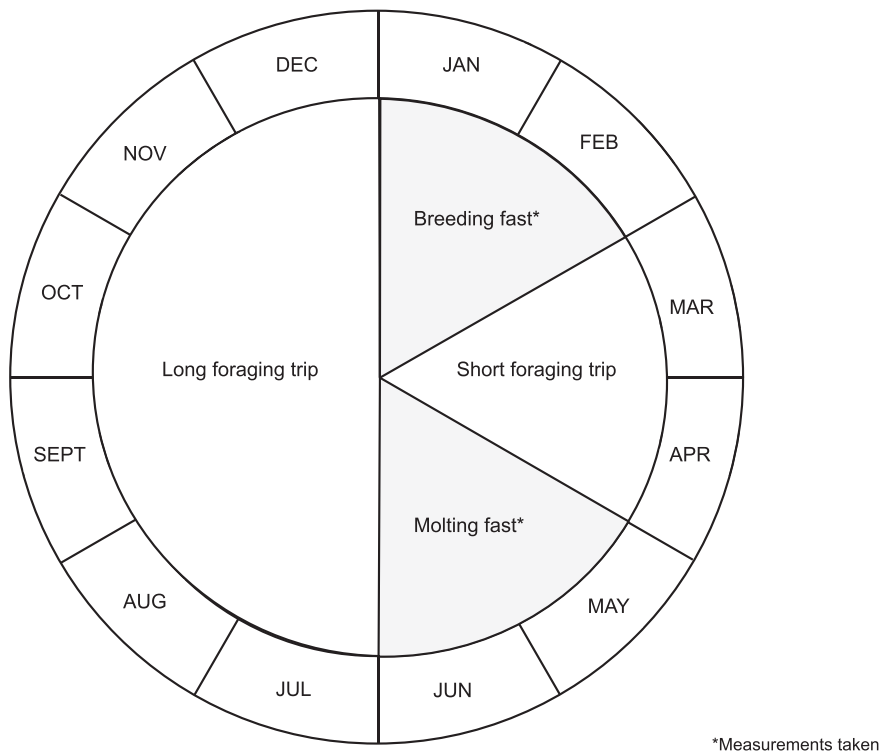 DEC
JAN
NOV
FEB
Breeding fast*
OCT
MAR
Long foraging trip
Short foraging trip
SEPT
APR
Molting fast*
AUG
MAY
JUL
JUN
*Measurements taken